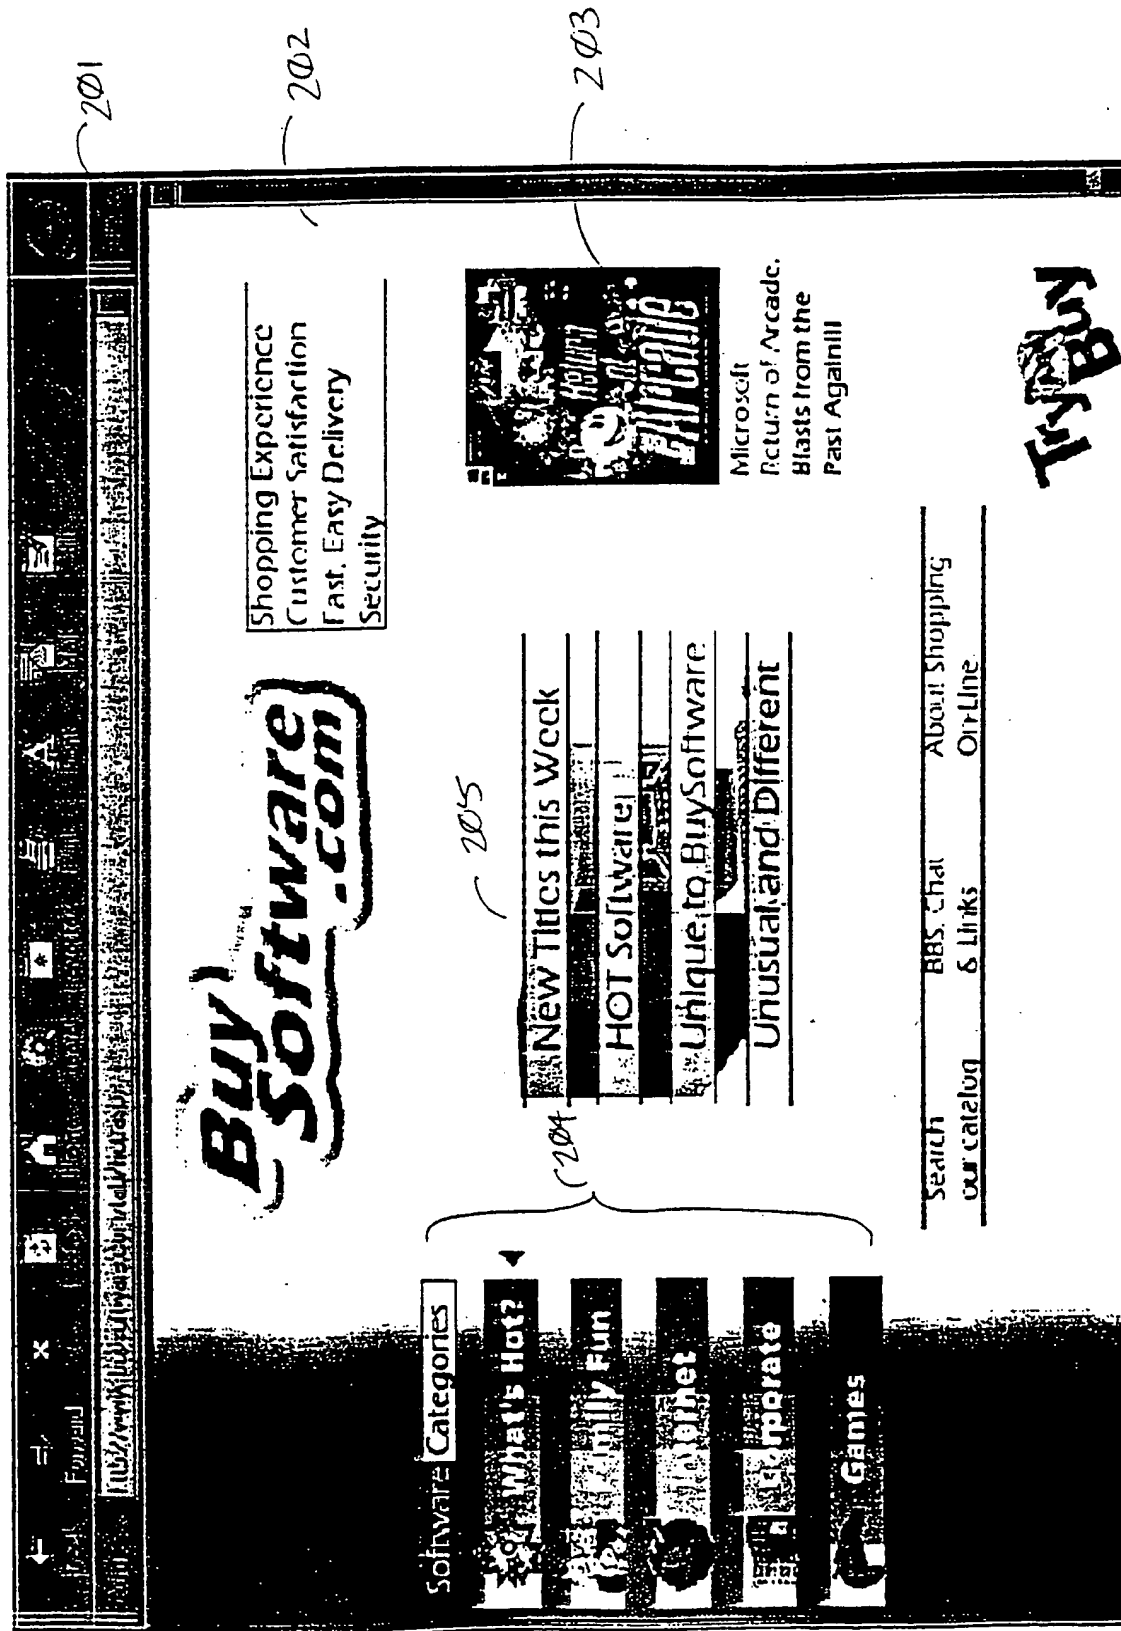 201
Forward
Buy
Software
.com
Shopping Experience
Customer Satisfaction
Fast, Easy Delivery
Security
202
Software Categories
What's Hot?
Family Fun
Corporate
Games
204
205
New Titles this Week
HOT Software
Unique to BuySoftware
Unusual and Different
203
Return
ARCADE
Microsoft
Return of Arcade.
Blasts from the
Past Again!!!
Search
our catalog
BBS, Chat
& Links
About Shopping
On-Line
Try
Buy